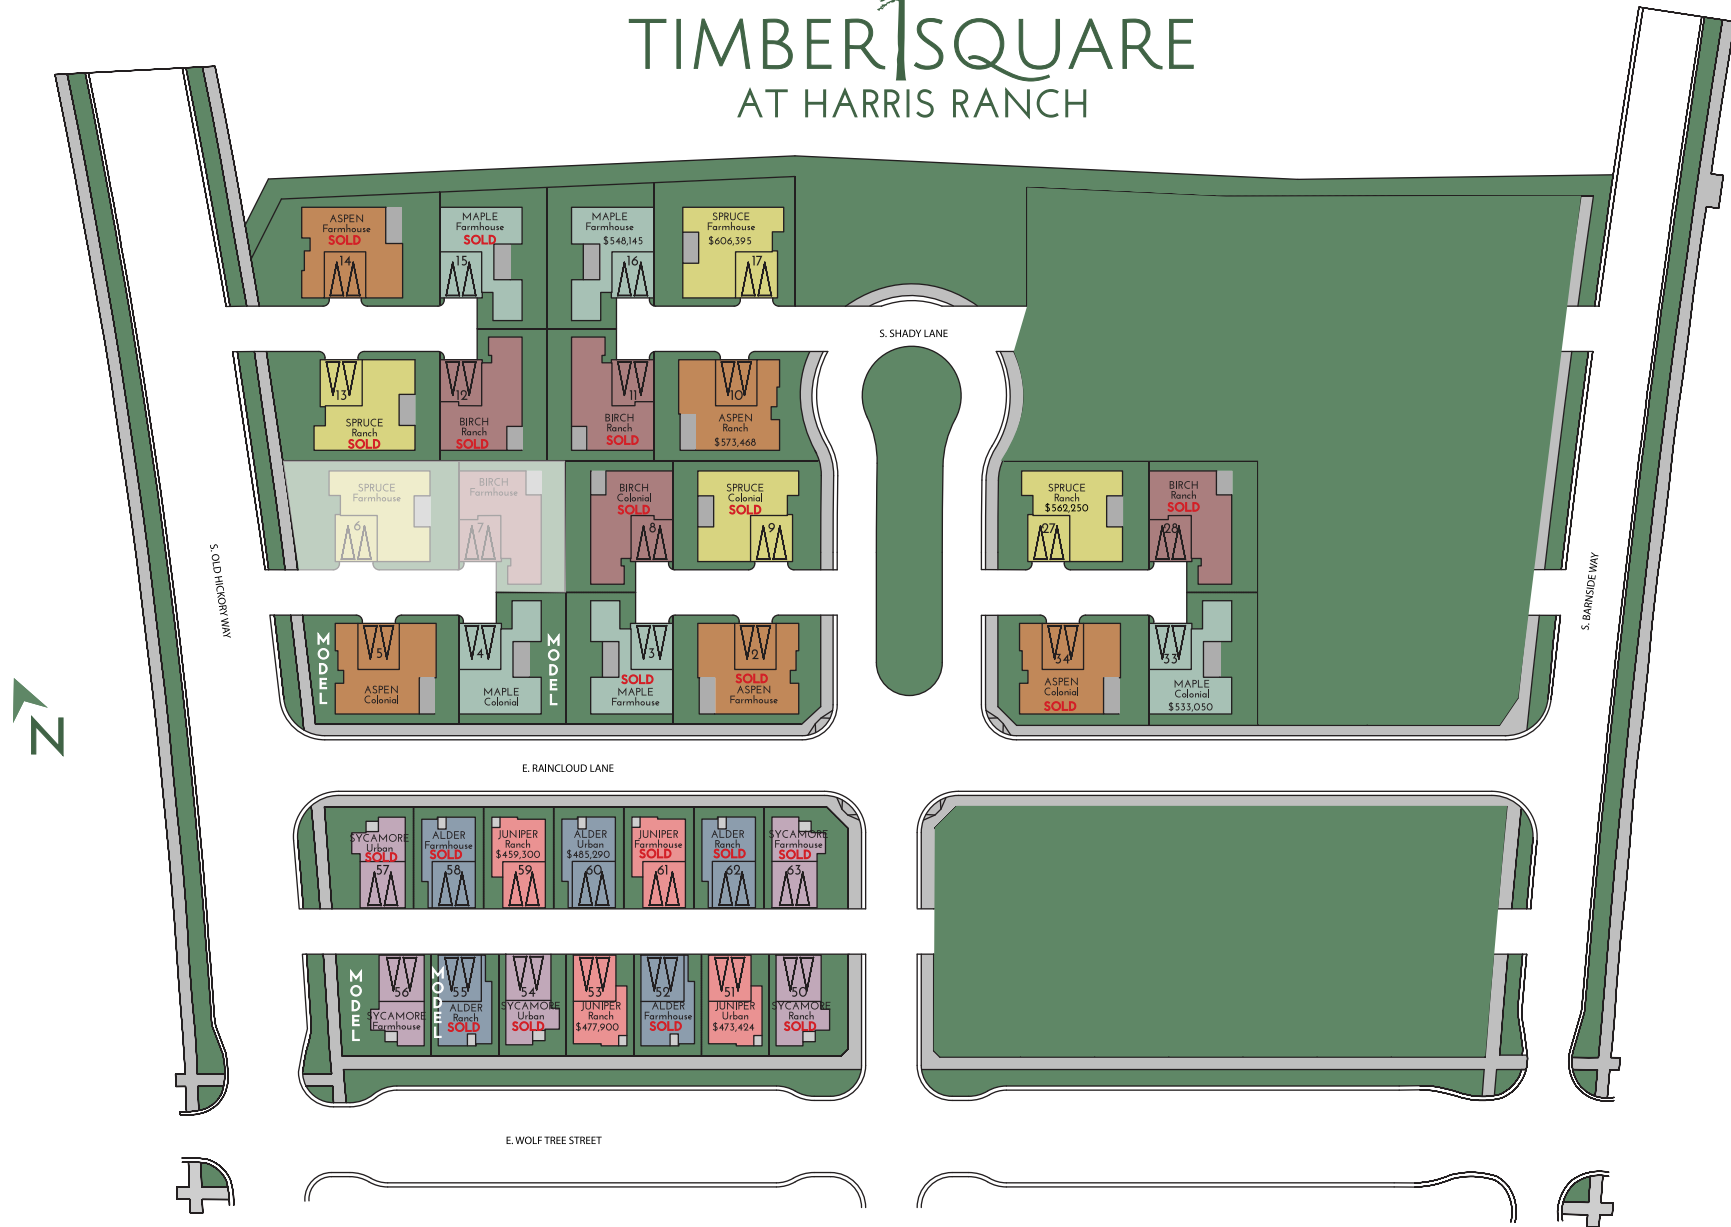 TIMBER SQUARE
AT HARRIS RANCH
ASPEN
Farmhouse
SOLD
14
MAPLE
Farmhouse
SOLD
15
MAPLE
Farmhouse
$548,145
16
SPRUCE
Farmhouse
$606,395
17
S. SHADY LANE
13
SPRUCE
Ranch
SOLD
12
BIRCH
Ranch
SOLD
11
BIRCH
Ranch
SOLD
10
ASPEN
Ranch
$573,468
SPRUCE
Farmhouse
6
BIRCH
Farmhouse
7
BIRCH
Colonial
SOLD
8
SPRUCE
Colonial
SOLD
9
SPRUCE
Ranch
$562,250
27
BIRCH
Ranch
SOLD
28
S. OLD HICKORY WAY
S. BARNSIDE WAY
MODEL
5
ASPEN
Colonial
4
MAPLE
Colonial
MODEL
3
SOLD
MAPLE
Farmhouse
2
SOLD
ASPEN
Farmhouse
34
ASPEN
Colonial
SOLD
33
MAPLE
Colonial
$533,050
N
E. RAINCLOUD LANE
SYCAMORE
Urban
SOLD
57
ALDER
Farmhouse
SOLD
58
JUNIPER
Ranch
$459,300
59
ALDER
Urban
$485,290
60
JUNIPER
Farmhouse
SOLD
61
ALDER
Ranch
SOLD
62
SYCAMORE
Farmhouse
SOLD
63
MODEL
56
SYCAMORE
Farmhouse
MODEL
55
ALDER
Ranch
SOLD
54
SYCAMORE
Urban
SOLD
53
JUNIPER
Ranch
$477,900
52
ALDER
Farmhouse
SOLD
51
JUNIPER
Urban
$473,424
50
SYCAMORE
Ranch
SOLD
E. WOLF TREE STREET